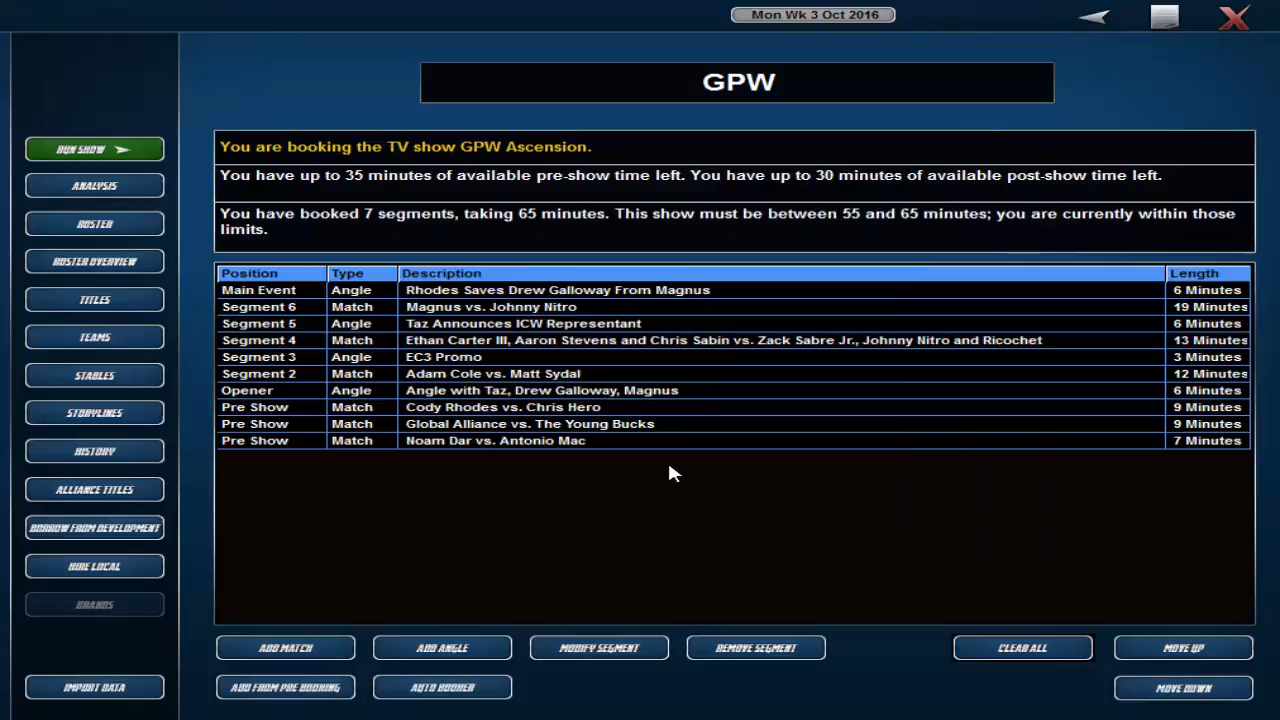 Mon Wk 3 Oct 2016
GPW
RUN SHOW
ANALYSIS
ROSTER
ROSTER OVERVIEW
TITLES
TEAMS
STABLES
STORYLINES
HISTORY
ALLIANCE TITLES
BORROW FROM DEVELOPMENT
HIRE LOCAL
BRANDS
IMPORT DATA
You are booking the TV show GPW Ascension.
You have up to 35 minutes of available pre-show time left. You have up to 30 minutes of available post-show time left.
You have booked 7 segments, taking 65 minutes. This show must be between 55 and 65 minutes; you are currently within those
limits.
Position Type Description Length
Main Event Angle Rhodes Saves Drew Galloway From Magnus 6 Minutes
Segment 6 Match Magnus vs. Johnny Nitro 19 Minutes
Segment 5 Angle Taz Announces ICW Representant 6 Minutes
Segment 4 Match Ethan Carter III, Aaron Stevens and Chris Sabin vs. Zack Sabre Jr., Johnny Nitro and Ricochet 13 Minutes
Segment 3 Angle EC3 Promo 3 Minutes
Segment 2 Match Adam Cole vs. Matt Sydal 12 Minutes
Opener Angle Angle with Taz, Drew Galloway, Magnus 6 Minutes
Pre Show Match Cody Rhodes vs. Chris Hero 9 Minutes
Pre Show Match Global Alliance vs. The Young Bucks 9 Minutes
Pre Show Match Noam Dar vs. Antonio Mac 7 Minutes
ADD MATCH ADD ANGLE MODIFY SEGMENT REMOVE SEGMENT CLEAR ALL MOVE UP
ADD FROM PRE BOOKING AUTO BOOKER MOVE DOWN